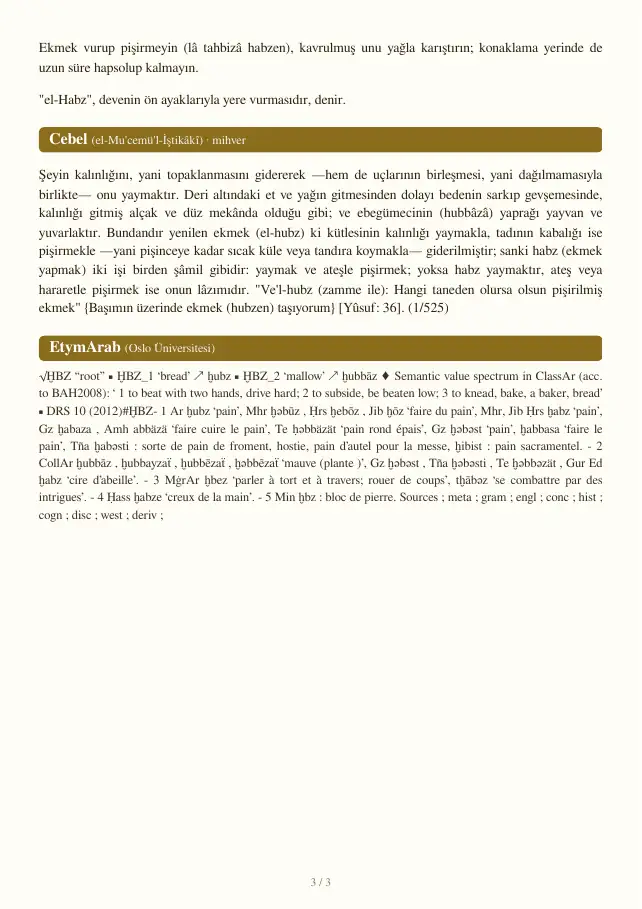 Ekmek vurup pişirmeyin (lâ tahbizâ habzen), kavrulmuş unu yağla karıştırın; konaklama yerinde de
uzun süre hapsolup kalmayın.
"el-Habz", devenin ön ayaklarıyla yere vurmasıdır, denir.
Cebel (el-Mu'cemü'l-İştikâkî) · mihver
Şeyin kalınlığını, yani topaklanmasını gidererek —hem de uçlarının birleşmesi, yani dağılmamasıyla
birlikte— onu yaymaktır. Deri altındaki et ve yağın gitmesinden dolayı bedenin sarkıp gevşemesinde,
kalınlığı gitmiş alçak ve düz mekânda olduğu gibi; ve ebegümecinin (hubbâzâ) yaprağı yayvan ve
yuvarlaktır. Bundandır yenilen ekmek (el-hubz) ki kütlesinin kalınlığı yaymakla, tadının kabalığı ise
pişirmekle —yani pişinceye kadar sıcak küle veya tandıra koymakla— giderilmiştir; sanki habz (ekmek
yapmak) iki işi birden şâmil gibidir: yaymak ve ateşle pişirmek; yoksa habz yaymaktır, ateş veya
hararetle pişirmek ise onun lâzımıdır. "Ve'l-hubz (zamme ile): Hangi taneden olursa olsun pişirilmiş
ekmek" {Başımın üzerinde ekmek (hubzen) taşıyorum} [Yûsuf: 36]. (1/525)
EtymArab (Oslo Üniversitesi)
√ḪBZ “root” ▪ ḪBZ_1 ‘bread’ ↗ ḫubz ▪ ḪBZ_2 ‘mallow’ ↗ ḫubbāz ♦ Semantic value spectrum in ClassAr (acc.
to BAH2008): ‘ 1 to beat with two hands, drive hard; 2 to subside, be beaten low; 3 to knead, bake, a baker, bread’
▪ DRS 10 (2012)#ḪBZ- 1 Ar ḫubz ‘pain’, Mhr ḫəbūz , Ḥrs ḫebōz , Jib ḫōz ‘faire du pain’, Mhr, Jib Ḥrs ḫabz ‘pain’,
Gz ḫabaza , Amh abbäzä ‘faire cuire le pain’, Te ḫəbbäzät ‘pain rond épais’, Gz ḫəbəst ‘pain’, ḫabbasa ‘faire le
pain’, Tña ḫabəsti : sorte de pain de froment, hostie, pain d’autel pour la messe, ḫibist : pain sacramentel. - 2
CollAr ḫubbāz , ḫubbayzaẗ , ḫubbēzaẗ , ḫəbbēzaẗ ‘mauve (plante )’, Gz ḫəbəst , Tña ḫəbəsti , Te ḫəbbəzät , Gur Ed
ḫabz ‘cire d’abeille’. - 3 MġrAr ḫbez ‘parler à tort et à travers; rouer de coups’, tḫābəz ‘se combattre par des
intrigues’. - 4 Ḥass ḫabze ‘creux de la main’. - 5 Min ḫbz : bloc de pierre. Sources ; meta ; gram ; engl ; conc ; hist ;
cogn ; disc ; west ; deriv ;
3 / 3